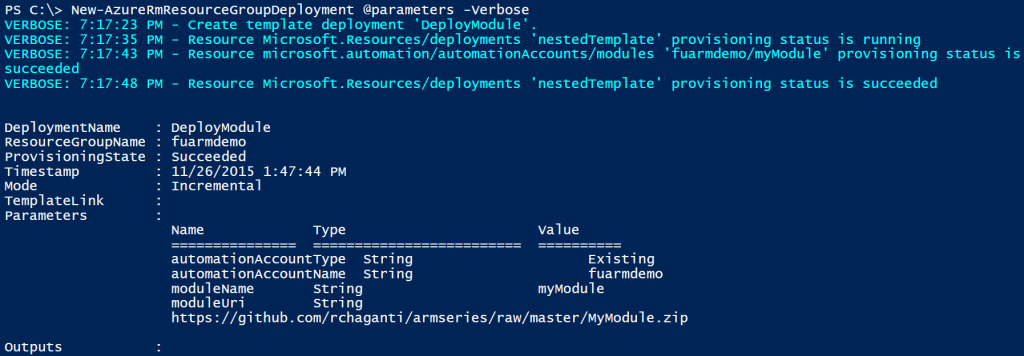 PS C:\> New-AzureRmResourceGroupDeployment @parameters -Verbose
VERBOSE: 7:17:23 PM - Create template deployment 'DeployModule'.
VERBOSE: 7:17:35 PM - Resource Microsoft.Resources/deployments 'nestedTemplate' provisioning status is running
VERBOSE: 7:17:43 PM - Resource microsoft.automation/automationAccounts/modules 'fuarmdemo/myModule' provisioning status is
succeeded
VERBOSE: 7:17:48 PM - Resource Microsoft.Resources/deployments 'nestedTemplate' provisioning status is succeeded
DeploymentName    : DeployModule
ResourceGroupName : fuarmdemo
ProvisioningState : Succeeded
Timestamp         : 11/26/2015 1:47:44 PM
Mode              : Incremental
TemplateLink      :
Parameters        :
                    Name             Type                       Value
                    ===============  =========================  ==========
                    automationAccountType  String                     Existing
                    automationAccountName  String                     fuarmdemo
                    moduleName       String                     myModule
                    moduleUri        String
                    https://github.com/rchaganti/armseries/raw/master/MyModule.zip
Outputs           :